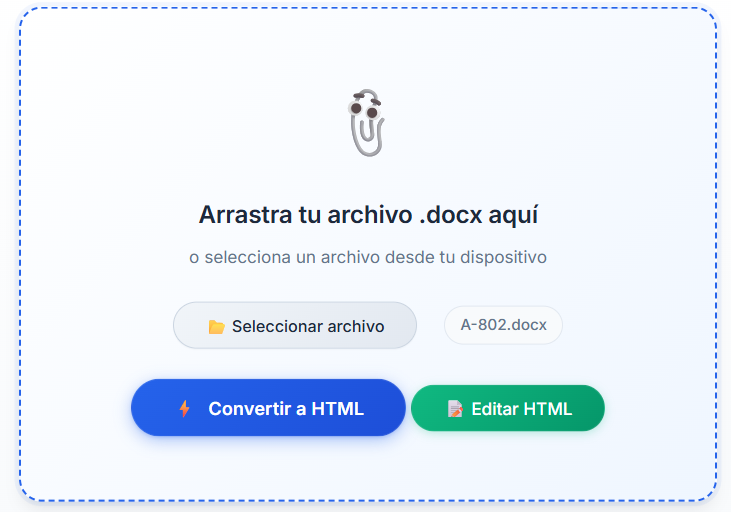 Arrastra tu archivo .docx aquí
o selecciona un archivo desde tu dispositivo
Seleccionar archivo
A-802.docx
Convertir a HTML
Editar HTML